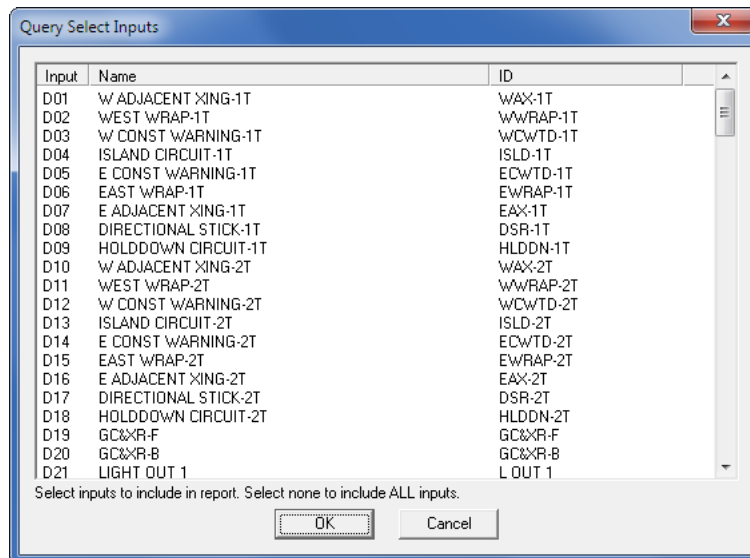 Query Select Inputs
Input Name ID
D01 W ADJACENT XING-1T WAX-1T
D02 WEST WRAP-1T WWRAP-1T
D03 W CONST WARNING-1T WCWTD-1T
D04 ISLAND CIRCUIT-1T ISLD-1T
D05 E CONST WARNING-1T ECWTD-1T
D06 EAST WRAP-1T EWRAP-1T
D07 E ADJACENT XING-1T EAX-1T
D08 DIRECTIONAL STICK-1T DSR-1T
D09 HOLDDOWN CIRCUIT-1T HLDDN-1T
D10 W ADJACENT XING-2T WAX-2T
D11 WEST WRAP-2T WWRAP-2T
D12 W CONST WARNING-2T WCWTD-2T
D13 ISLAND CIRCUIT-2T ISLD-2T
D14 E CONST WARNING-2T ECWTD-2T
D15 EAST WRAP-2T EWRAP-2T
D16 E ADJACENT XING-2T EAX-2T
D17 DIRECTIONAL STICK-2T DSR-2T
D18 HOLDDOWN CIRCUIT-2T HLDDN-2T
D19 GC&XR-F GC&XR-F
D20 GC&XR-B GC&XR-B
D21 LIGHT OUT 1 L OUT 1
Select inputs to include in report. Select none to include ALL inputs.
OK Cancel